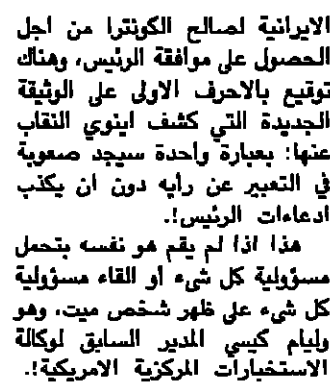 الايرانية لصالح الكونترا من اجل
الحصول على موافقة الرئيس، وهناك
توقيع بالاحرف الاولى على الوثيقة
الجديدة التي كشف اينوي النقاب
عنها: بعبارة واحدة سيجد صعوبة
في التعبير عن رأيه دون ان يكذب
ادعاءات الرئيس!.
هذا اذا لم يقم هو نفسه بتحمل
مسؤولية كل شيء أو القاء مسؤولية
كل شيء على ظهر شخص ميت، وهو
وليام كيسي المدير السابق لوكالة
الاستخبارات المركزية الامريكية!.